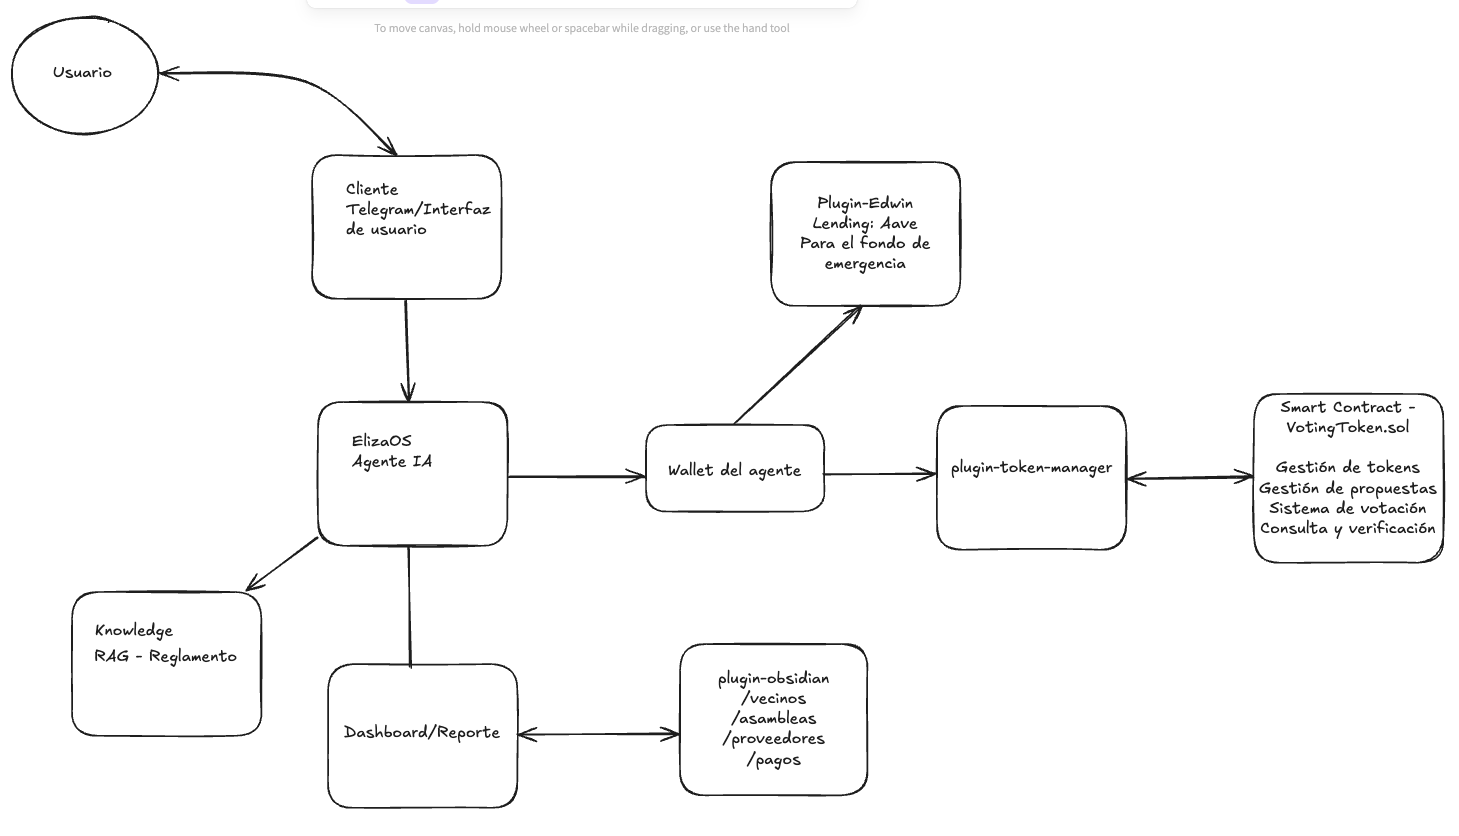 To move canvas, hold mouse wheel or spacebar while dragging, or use the hand tool
Usuario
Cliente
Telegram/Interfaz
de usuario
Plugin-Edwin
Lending: Aave
Para el fondo de
emergencia
ElizaOS
Agente IA
Wallet del agente
plugin-token-manager
Smart Contract -
VotingToken.sol
Gestión de tokens
Gestión de propuestas
Sistema de votación
Consulta y verificación
Knowledge
RAG - Reglamento
Dashboard/Reporte
plugin-obsidian
/vecinos
/asambleas
/proveedores
/pagos